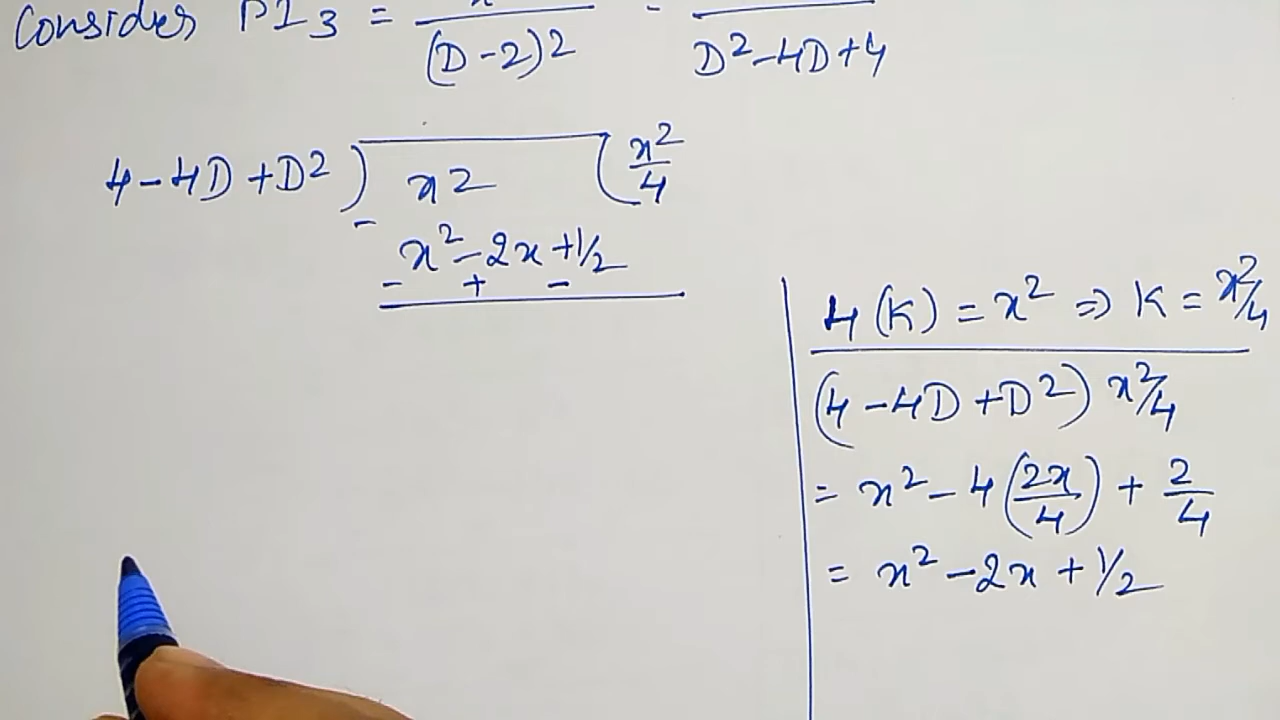 Consider PI3 = x / (D-2)2 = / D2-4D+4
4-4D+D2 ) x2 ( x2/4
- x2-2x+1/2
- + -
4(K) = x2 ⇒ K = x2/4
(4-4D+D2) x2/4
= x2-4(2x/4)+2/4
= x2-2x+1/2